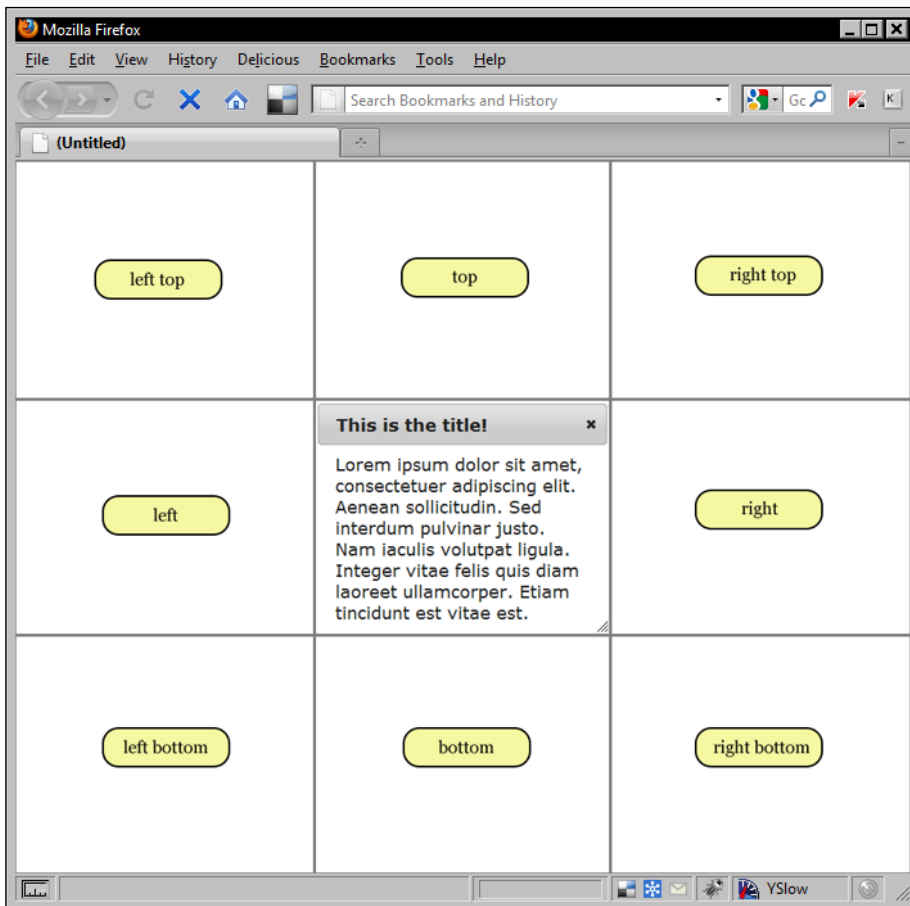 Mozilla Firefox
File Edit View History Delicious Bookmarks Tools Help
Search Bookmarks and History
Gc
K
(Untitled)
left top
top
right top
This is the title!
Lorem ipsum dolor sit amet,
consectetuer adipiscing elit.
Aenean sollicitudin. Sed
interdum pulvinar justo.
Nam iaculis volutpat ligula.
Integer vitae felis quis diam
laoreet ullamcorper. Etiam
tincidunt est vitae est.
left
right
left bottom
bottom
right bottom
YSlow